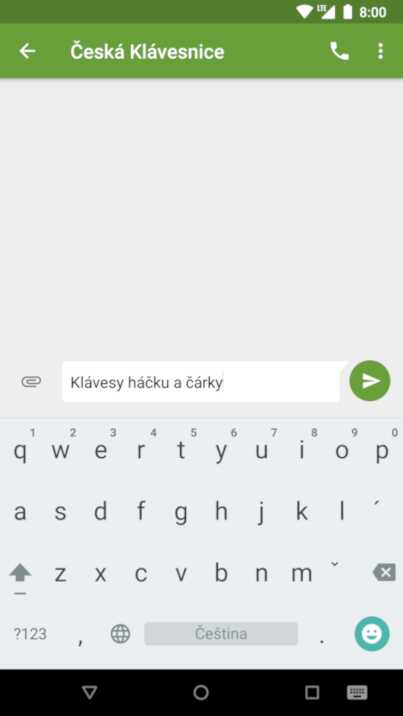 LTE 8:00
Česká Klávesnice
Klávesy háčku a čárky
1 2 3 4 5 6 7 8 9 0
q w e r t y u i o p
a s d f g h j k l ´
z x c v b n m ˇ
?123 , Čeština .